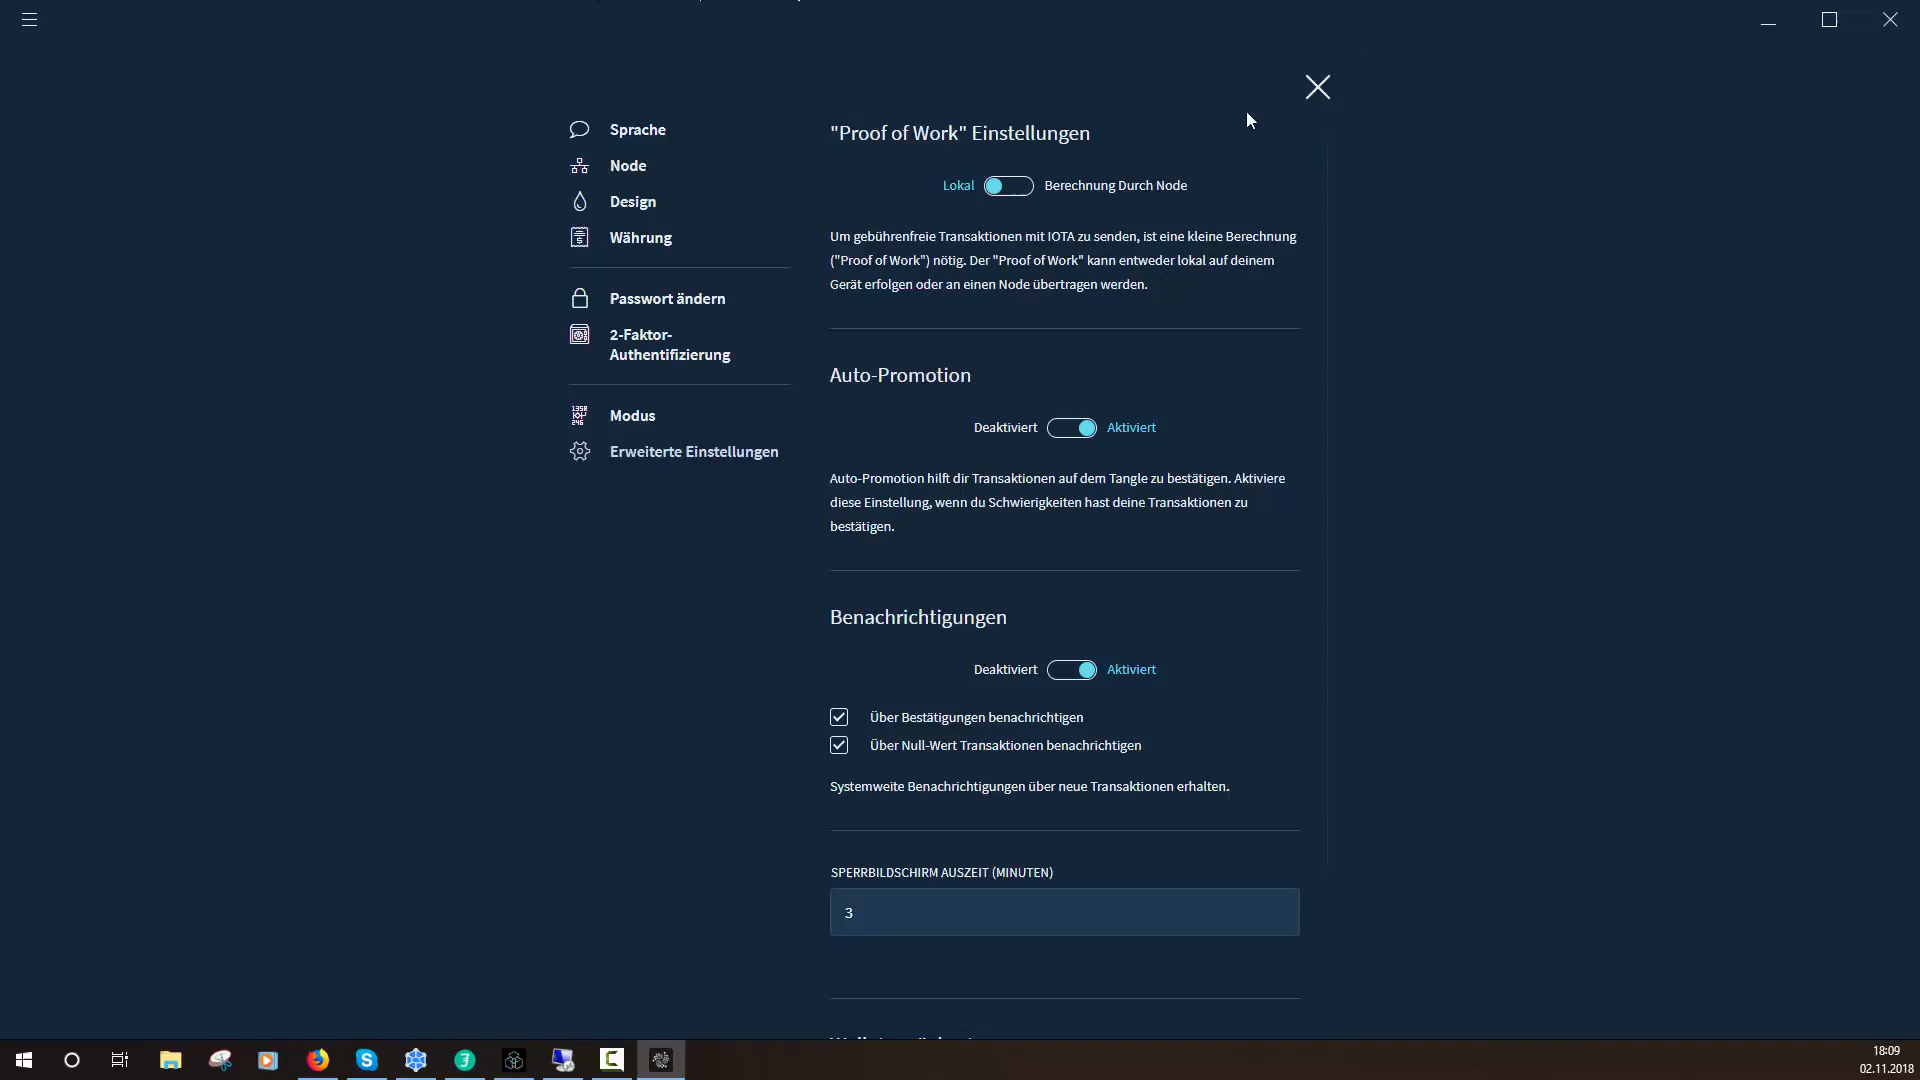 Sprache
Node
Design
Währung
Passwort ändern
2-Faktor-
Authentifizierung
Modus
Erweiterte Einstellungen
"Proof of Work" Einstellungen
Lokal Berechnung Durch Node
Um gebührenfreie Transaktionen mit IOTA zu senden, ist eine kleine Berechnung
("Proof of Work") nötig. Der "Proof of Work" kann entweder lokal auf deinem
Gerät erfolgen oder an einen Node übertragen werden.
Auto-Promotion
Deaktiviert Aktiviert
Auto-Promotion hilft dir Transaktionen auf dem Tangle zu bestätigen. Aktiviere
diese Einstellung, wenn du Schwierigkeiten hast deine Transaktionen zu
bestätigen.
Benachrichtigungen
Deaktiviert Aktiviert
Über Bestätigungen benachrichtigen
Über Null-Wert Transaktionen benachrichtigen
Systemweite Benachrichtigungen über neue Transaktionen erhalten.
SPERRBILDSCHIRM AUSZEIT (MINUTEN)
3
18:09
02.11.2018